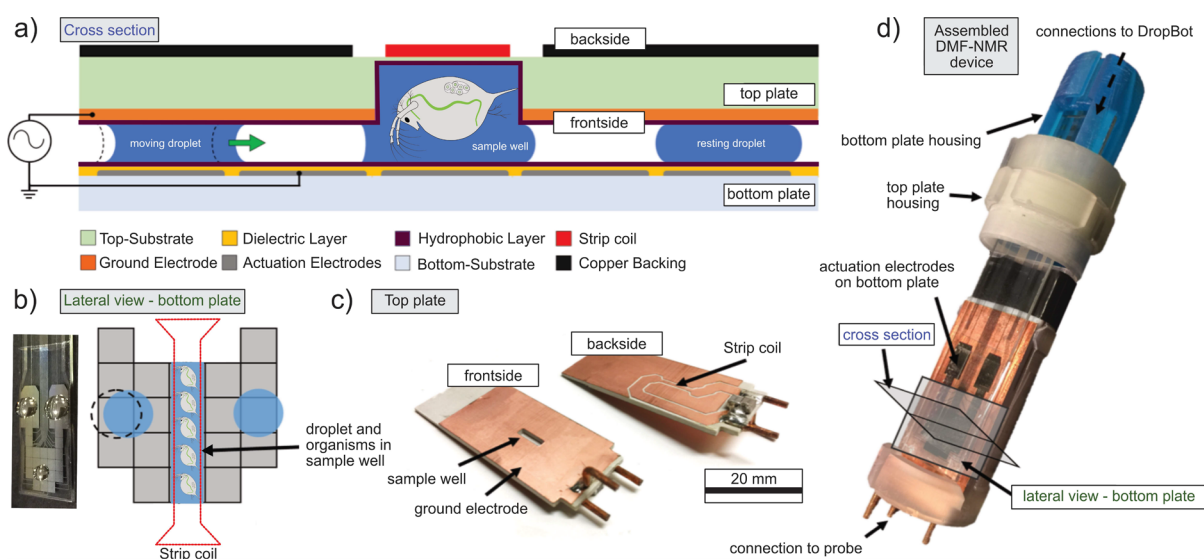 a)
Cross section
backside
top plate
frontside
moving droplet
sample well
resting droplet
bottom plate
Top-Substrate
Dielectric Layer
Hydrophobic Layer
Strip coil
Ground Electrode
Actuation Electrodes
Bottom-Substrate
Copper Backing
b)
Lateral view - bottom plate
droplet and
organisms in
sample well
Strip coil
c)
Top plate
backside
Strip coil
frontside
sample well
ground electrode
20 mm
d)
Assembled
DMF-NMR
device
connections to DropBot
bottom plate housing
top plate
housing
actuation electrodes
on bottom plate
cross section
lateral view - bottom plate
connection to probe